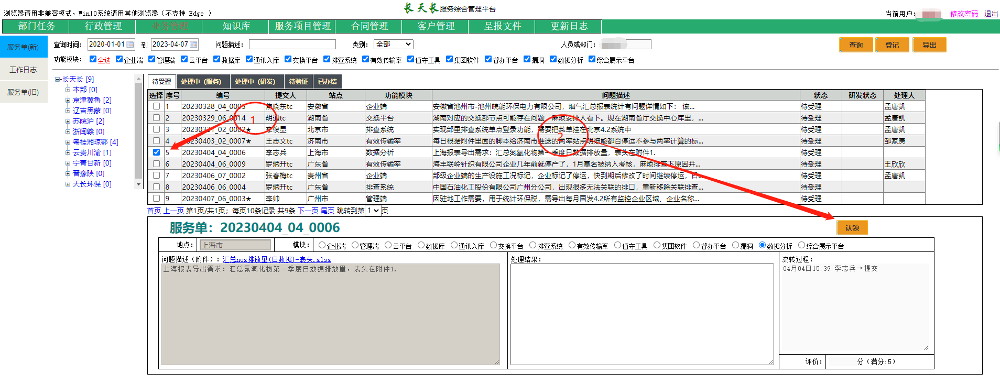 长天长服务综合管理平台
浏览器请用非兼容模式，Win10系统请用其他浏览器（不支持 Edge ）
当前用户： 修改密码 退出
部门任务 行政管理 业务管理 知识库 服务项目管理 合同管理 客户管理 呈报文件 更新日志
服务单(新)
工作日志
服务单(旧)
查询时间： 2020-01-01 到 2023-04-07 问题描述： 类别： 全部 人员或部门： 查询 登记 导出
功能模块： 全选 企业端 管理端 云平台 数据库 通讯入库 交换平台 排查系统 有效传输率 值守工具 集团软件 督办平台 漏洞 数据分析 综合展示平台
长天长 [9]
本部 [0]
京津冀鲁 [2]
辽吉黑蒙 [0]
苏皖沪 [2]
浙闽赣 [0]
粤桂湘琼鄂 [4]
云贵川渝 [1]
宁青甘新 [0]
晋豫陕 [0]
天长环保 [0]
待受理 处理中（服务） 处理中（研发） 待验证 已办结
选择 序号 编号 提交人 站点 功能模块 问题描述 状态 研发状态 处理人
1 20230328_04_0003 焦晓东tc 安徽省 企业端 安徽省池州市-池州皖能环保电力有限公司，烟气汇总报表统计有问题详情如下： 该... 待受理 孟唐凯
2 20230329_06_0014 胡道tc 湖南省 交换平台 湖南对应的交换部节点可能存在问题，麻烦安排人看下。现在湖南省厅交换中心库里，... 待受理 孟唐凯
3 20230331_02_0002★ 李俊显 北京市 排查系统 实现部里排查系统单点登录功能，需要把菜单挂在北京4.2系统中 待受理 孟唐凯
4 20230403_02_0007★ 王志文tc 济南市 有效传输率 每日根据附件里面的脚本给济南市推送的两率站点明细能都否停运不参与两率计算的标... 待受理 邹家庚
5 20230404_04_0006 李志兵 上海市 数据分析 上海报表导出需求：汇总氮氧化物第一季度日数据排放量，表头在附件1. 待受理
6 20230404_06_0009 罗炳开tc 广东省 有效传输率 海丰联岭针织有限公司企业几年前就停产了，1月莫名被纳入考核，麻烦排查下原因并... 待受理 王欣欣
7 20230406_07_0002 张春梅tc 贵州省 企业端 部级企业端的生产设施工况标记，企业标记了停运，快到期后修改了时间继续停运，日... 待受理 孟唐凯
8 20230406_06_0004 罗炳开tc 广东省 排查系统 中国石油化工股份有限公司广州分公司，出现很多无法关联的排口，重新移除关联排查... 待受理
9 20230407_06_0003★ 李帅 广州市 管理端 因驻地工作需要，用于统计环保税，需导出每月国发4.2所有监控企业区域、企业名称... 待受理
1
2
首页 上一页 第1页/共1页；每页10条记录 共9条 下一页 尾页 跳转到第 1 页
服务单：20230404_04_0006 认领
地点： 上海市 模块： 企业端 管理端 云平台 数据库 通讯入库 交换平台 排查系统 有效传输率 值守工具 集团软件 督办平台 漏洞 数据分析 综合展示平台
问题描述（附件）：汇总nox排放量(日数据)-表头.xlsx 处理结果： 流转过程：
上海报表导出需求：汇总氮氧化物第一季度日数据排放量，表头在附件1.
04月04日15:39 李志兵→提交
评价： 分（满分:5）